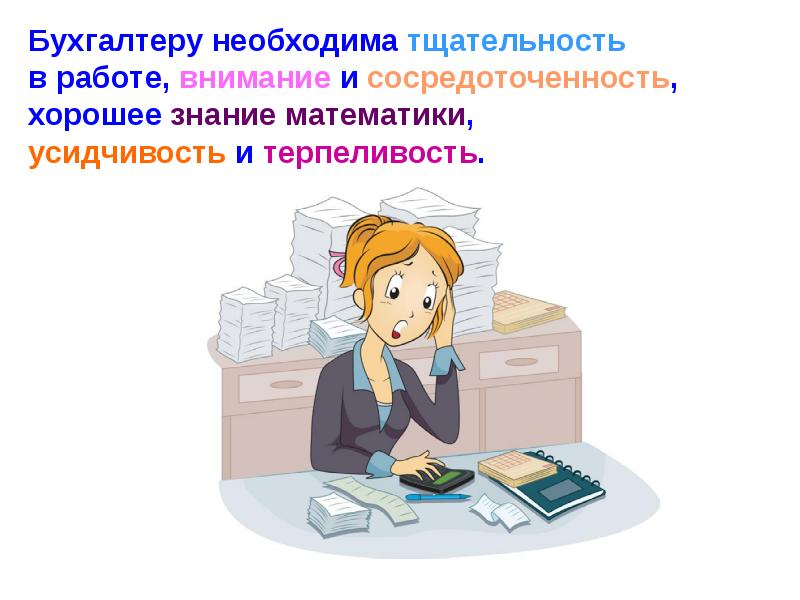 Бухгалтеру необходима тщательность
в работе, внимание и сосредоточенность,
хорошее знание математики,
усидчивость и терпеливость.